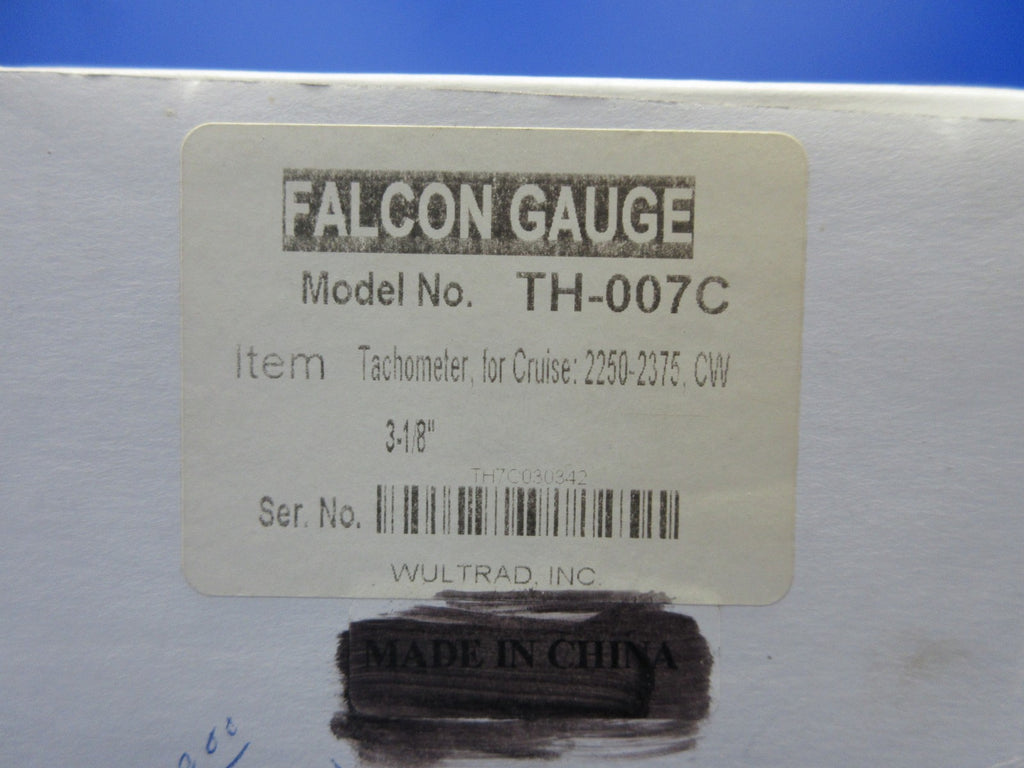 FALCON GAUGE
Model No. TH-007C
Item Tachometer, for Cruise: 2250-2375, CW
3-1/8"
TH7C030342
Ser. No.
WULTRAD, INC.
MADE IN CHINA